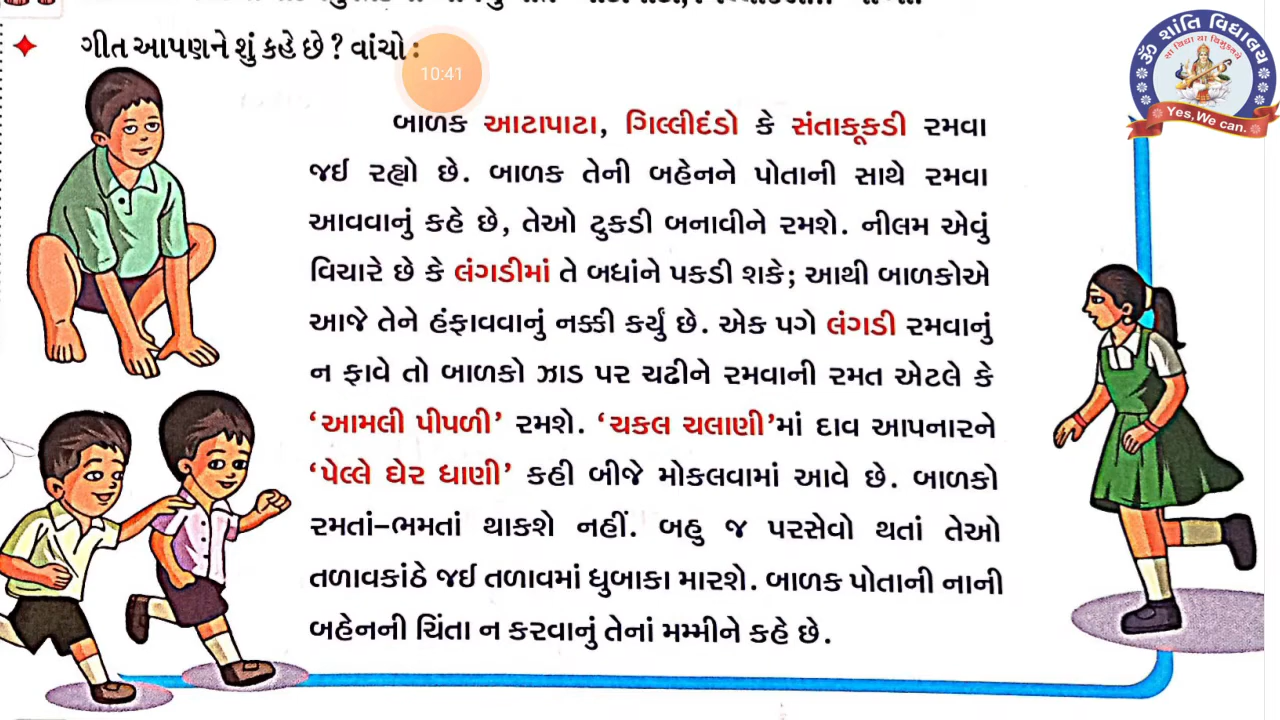 ગીત આપણને શું કહે છે ? વાંચો :
10:41
ૐ શાંતિ વિદ્યાલય
સા વિદ્યા યા વિમુક્તયે
Yes, We can.
બાળક આટાપાટા, ગિલ્લીદંડો કે સંતાકૂકડી રમવા
જઈ રહ્યો છે. બાળક તેની બહેનને પોતાની સાથે રમવા
આવવાનું કહે છે, તેઓ ટુકડી બનાવીને રમશે. નીલમ એવું
વિચારે છે કે લંગડીમાં તે બધાંને પકડી શકે; આથી બાળકોએ
આજે તેને હંફાવવાનું નક્કી કર્યું છે. એક પગે લંગડી રમવાનું
ન ફાવે તો બાળકો ઝાડ પર ચઢીને રમવાની રમત એટલે કે
‘આમલી પીપળી’ રમશે. ‘ચકલ ચલાણી’માં દાવ આપનારને
‘પેલ્લે ઘેર ધાણી’ કહી બીજે મોકલવામાં આવે છે. બાળકો
રમતાં-ભમતાં થાકશે નહીં. બહુ જ પરસેવો થતાં તેઓ
તળાવકાંઠે જઈ તળાવમાં ધુબાકા મારશે. બાળક પોતાની નાની
બહેનની ચિંતા ન કરવાનું તેનાં મમ્મીને કહે છે.